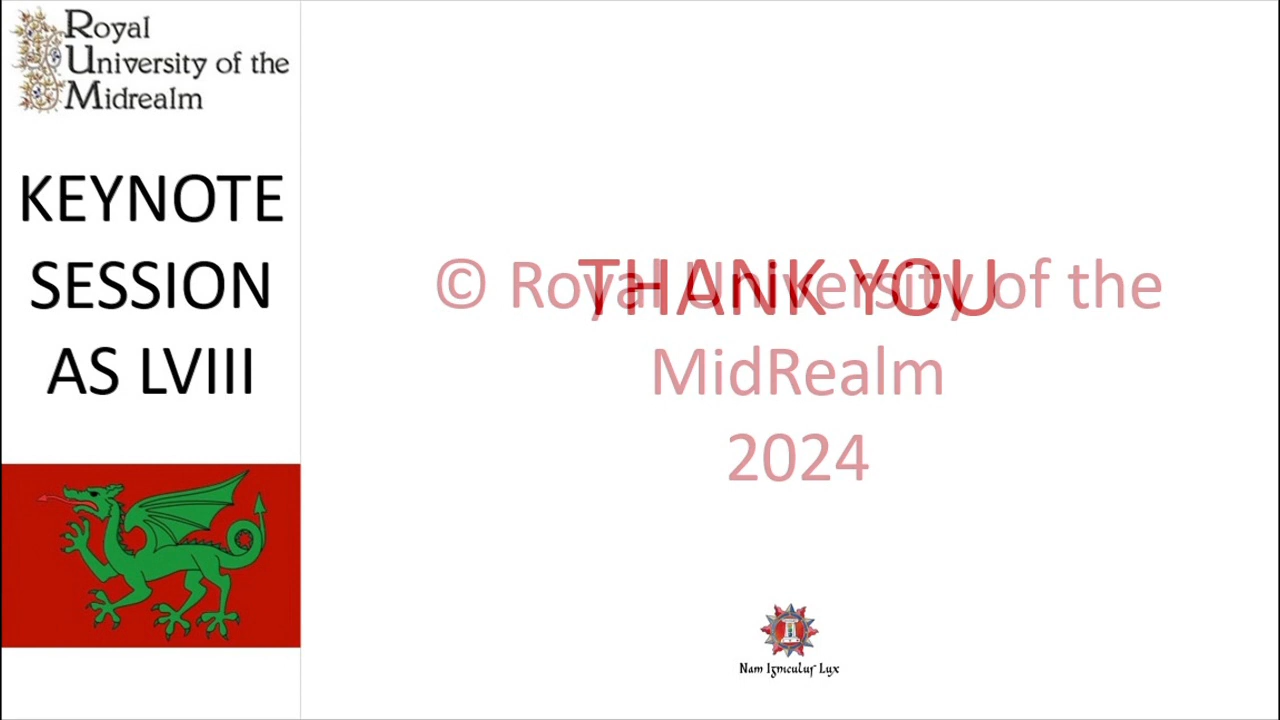 Royal
University of the
Midrealm
KEYNOTE
SESSION
AS LVIII
THANK YOU
© Royal University of the
MidRealm
2024
Nam Igniculus Lux